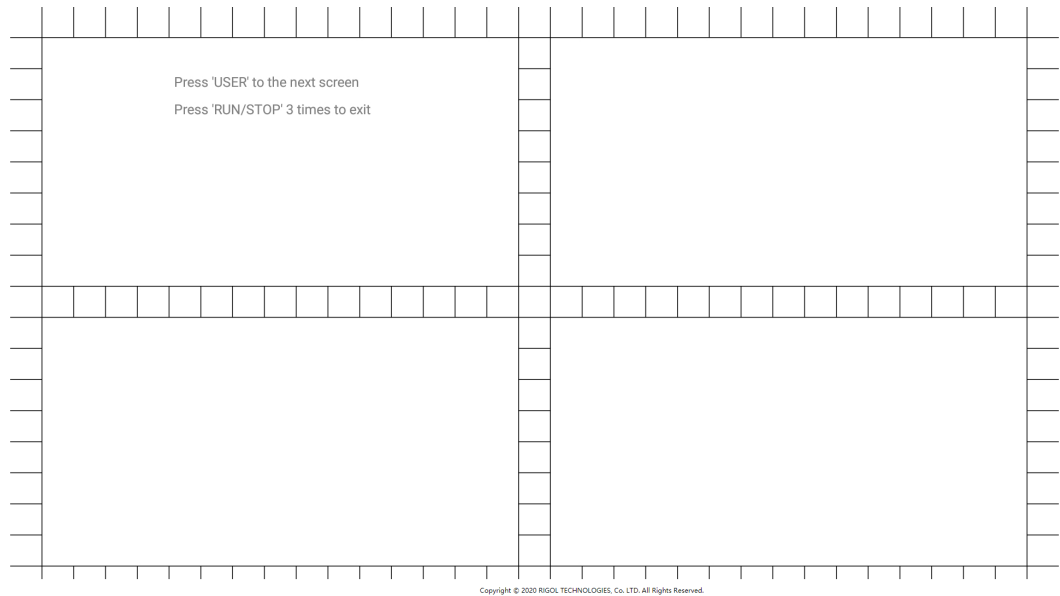 Press 'USER' to the next screen
Press 'RUN/STOP' 3 times to exit
Copyright © 2020 RIGOL TECHNOLOGIES, Co. LTD. All Rights Reserved.